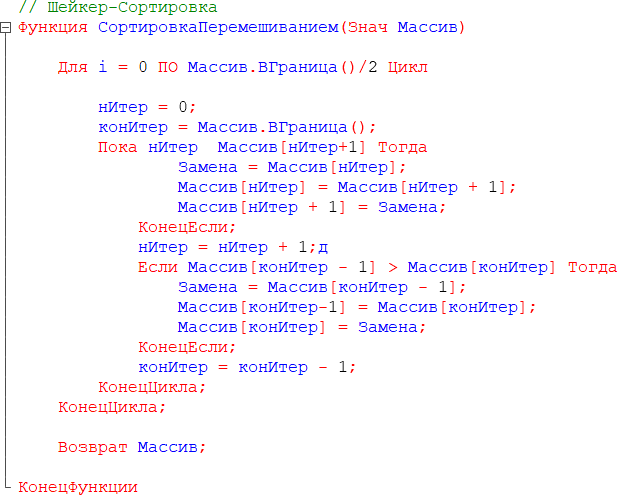 // Шейкер-Сортировка
Функция СортировкаПеремешиванием(Знач Массив)
Для i = 0 ПО Массив.ВГраница()/2 Цикл
нИтер = 0;
конИтер = Массив.ВГраница();
Пока нИтер  Массив[нИтер+1] Тогда
Замена = Массив[нИтер];
Массив[нИтер] = Массив[нИтер + 1];
Массив[нИтер + 1] = Замена;
КонецЕсли;
нИтер = нИтер + 1;д
Если Массив[конИтер - 1] > Массив[конИтер] Тогда
Замена = Массив[конИтер - 1];
Массив[конИтер-1] = Массив[конИтер];
Массив[конИтер] = Замена;
КонецЕсли;
конИтер = конИтер - 1;
КонецЦикла;
КонецЦикла;
Возврат Массив;
КонецФункции